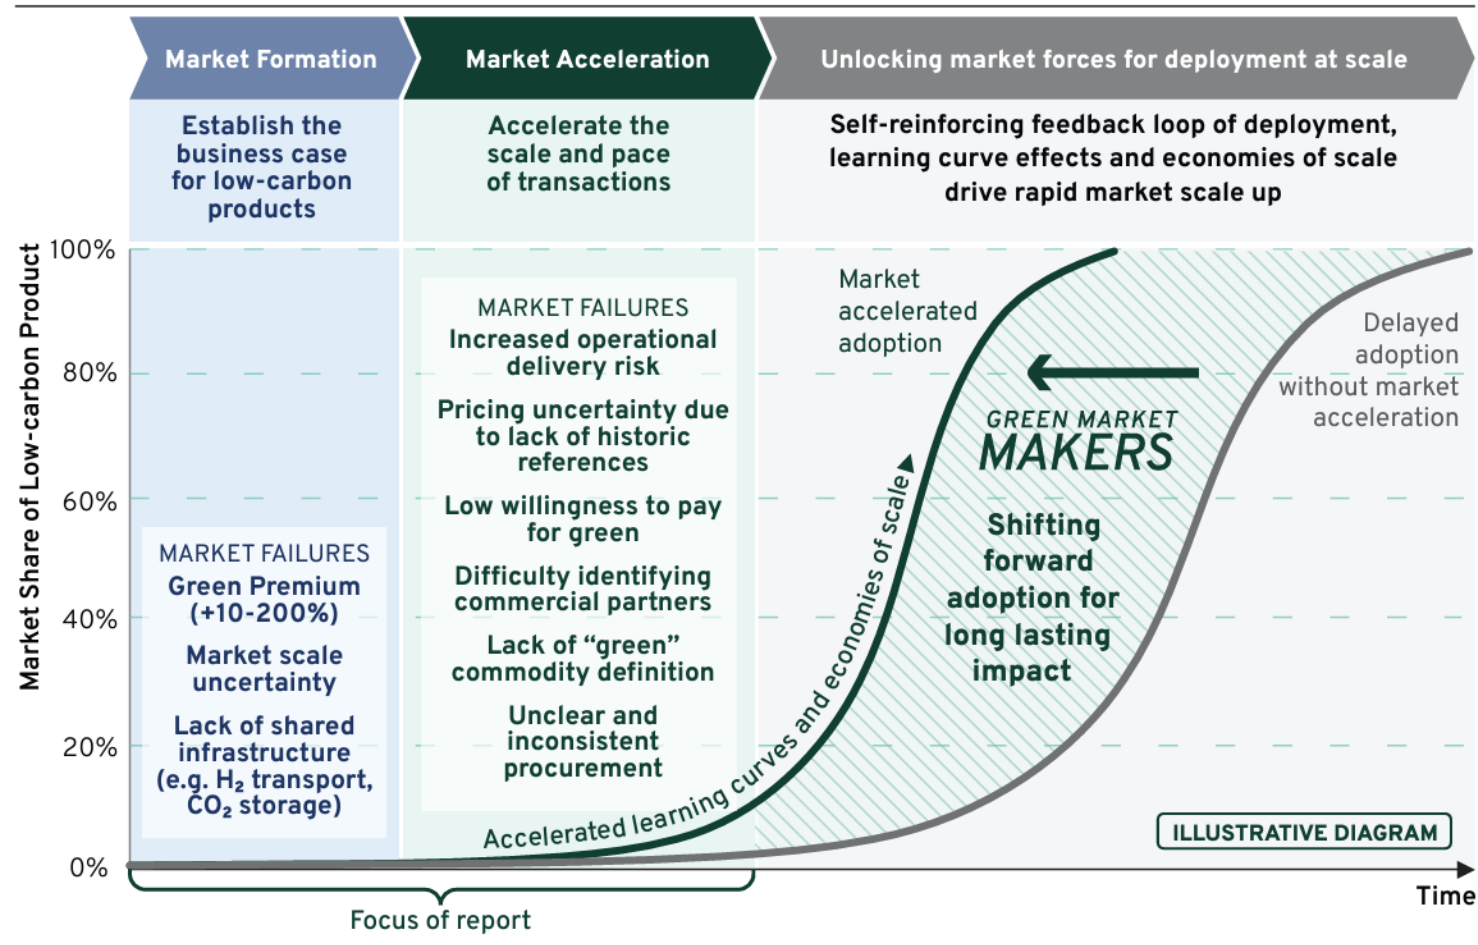 Market Formation
Market Acceleration
Unlocking market forces for deployment at scale
Establish the
business case
for low-carbon
products
Accelerate the
scale and pace
of transactions
Self-reinforcing feedback loop of deployment,
learning curve effects and economies of scale
drive rapid market scale up
Market Share of Low-carbon Product
100%
80%
60%
40%
20%
0%
MARKET FAILURES
Green Premium
(+10-200%)
Market scale
uncertainty
Lack of shared
infrastructure
(e.g. H₂ transport,
CO₂ storage)
MARKET FAILURES
Increased operational
delivery risk
Pricing uncertainty due
to lack of historic
references
Low willingness to pay
for green
Difficulty identifying
commercial partners
Lack of “green”
commodity definition
Unclear and
inconsistent
procurement
Accelerated learning curves and economies of scale
Market
accelerated
adoption
GREEN MARKET
MAKERS
Shifting
forward
adoption for
long lasting
impact
Delayed
adoption
without market
acceleration
ILLUSTRATIVE DIAGRAM
Time
Focus of report